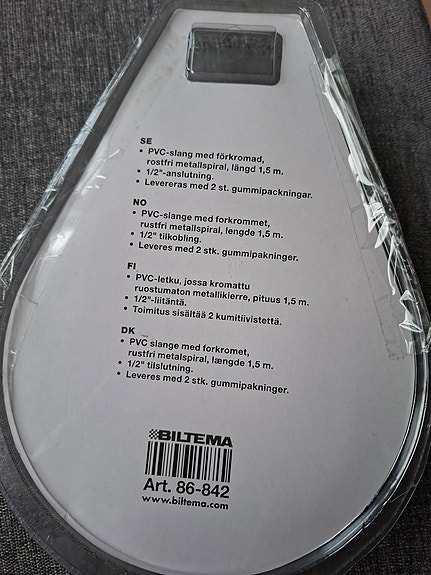 SE
• PVC-slang med förkromad,
rostfri metallspiral, längd 1,5 m.
• 1/2"-anslutning.
• Levereras med 2 st. gummipackningar.
NO
• PVC-slange med forkrommet,
rustfri metallspiral, lengde 1,5 m.
• 1/2" tilkobling.
• Leveres med 2 stk. gummipakninger.
FI
• PVC-letku, jossa kromattu
ruostumaton metallikierre, pituus 1,5 m.
• 1/2"-liitäntä.
• Toimitus sisältää 2 kumitiivistettä.
DK
• PVC slange med forkromet,
rustfri metalspiral, længde 1,5 m.
• 1/2" tilslutning.
• Leveres med 2 stk. gummipakninger.
BILTEMA
Art. 86-842
www.biltema.com